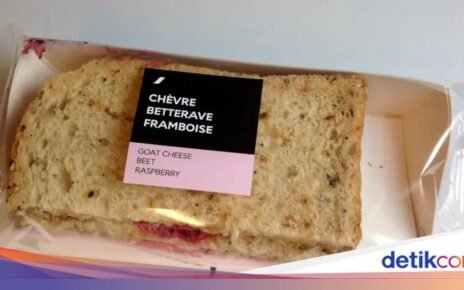 CHÈVRE
BETTERAVE
FRAMBOISE
GOAT CHEESE
BEET
RASPBERRY
detikcom